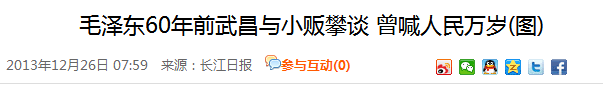 毛泽东60年前武昌与小贩攀谈 曾喊人民万岁(图)
2013年12月26日 07:59 来源：长江日报 参与互动(0)